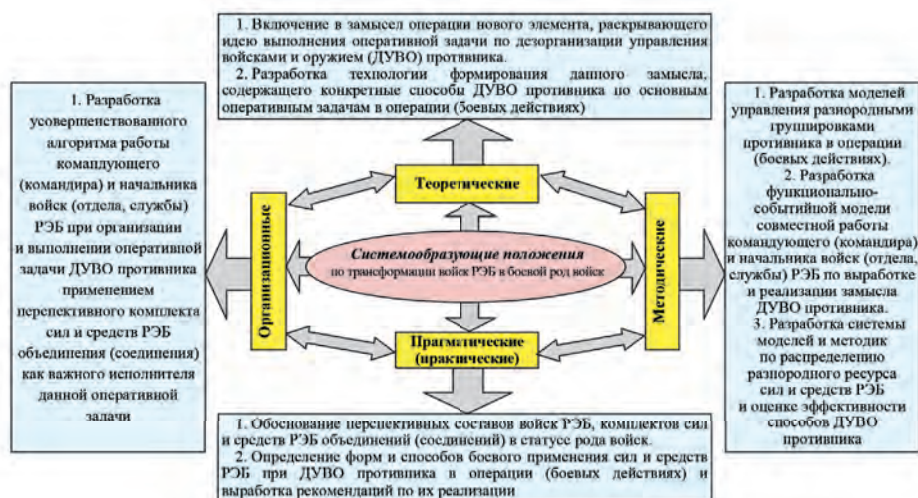 1. Включение в замысел операции нового элемента, раскрывающего
идею выполнения оперативной задачи по дезорганизации управления
войсками и оружием (ДУВО) противника.
2. Разработка технологии формирования данного замысла,
содержащего конкретные способы ДУВО противника по основным
оперативным задачам в операции (боевых действиях)
1. Разработка
усовершенствованного
алгоритма работы
командующего
(командира) и начальника
войск (отдела, службы)
РЭБ при организации
и выполнении оперативной
задачи ДУВО противника
применением
перспективного комплекта
сил и средств РЭБ
объединения (соединения)
как важного исполнителя
данной оперативной
задачи
Теоретические
Организационные
Системообразующие положения
по трансформации войск РЭБ в боевой род войск
Методические
Прагматические
(практические)
1. Разработка моделей
управления разнородными
группировками
противника в операции
(боевых действиях).
2. Разработка
функционально-
событийной модели
совместной работы
командующего (командира)
и начальника войск (отдела,
службы) РЭБ по выработке
и реализации замысла
ДУВО противника.
3. Разработка системы
моделей и методик
по распределению
разнородного ресурса
сил и средств РЭБ
и оценке эффективности
способов ДУВО
противника
1. Обоснование перспективных составов войск РЭБ, комплектов сил
и средств РЭБ объединений (соединений) в статусе рода войск.
2. Определение форм и способов боевого применения сил и средств
РЭБ при ДУВО противника в операции (боевых действиях) и
выработка рекомендаций по их реализации